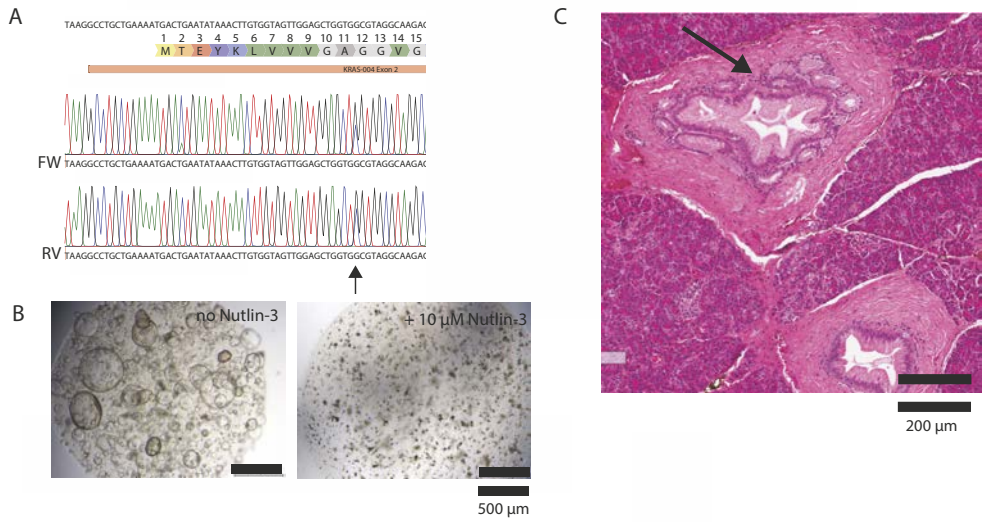 A
TAAGGCCTGCTGAAAATGACTGAATATAAACTTGTGGTAGTTGGAGCTGGTGGCGTAGGCAAGAG
1 2 3 4 5 6 7 8 9 10 11 12 13 14 15
M T E Y K L V V V G A G G V G
KRAS-004 Exon 2
FW
TAAGGCCTGCTGAAAATGACTGAATATAAACTTGTGGTAGTTGGAGCTGGTGGCGTAGGCAAGAG
RV
TAAGGCCTGCTGAAAATGACTGAATATAAACTTGTGGTAGTTGGAGCTGGTGGCGTAGGCAAGAG
B
no Nutlin-3
+ 10 µM Nutlin-3
500 µm
C
200 µm